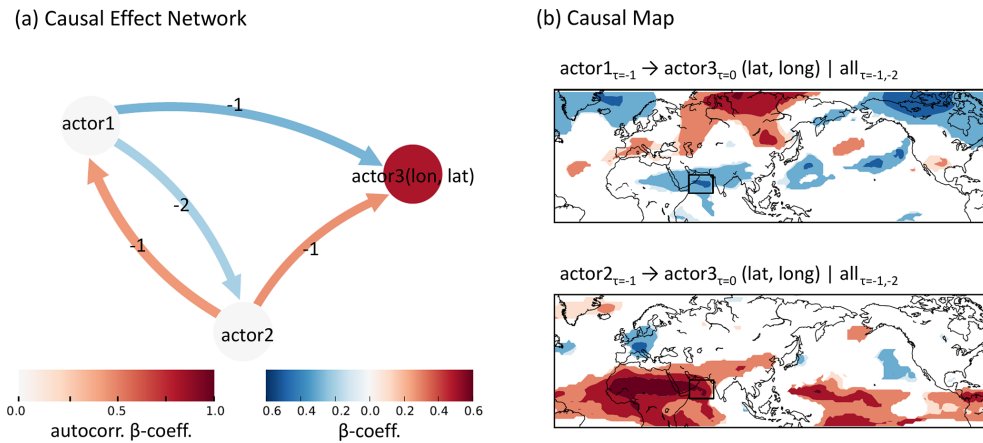 (a) Causal Effect Network
(b) Causal Map
actor1τ=-1 → actor3τ=0 (lat, long) | allτ=-1,-2
-1
actor1
actor3(lon, lat)
-2
-1
-1
actor2τ=-1 → actor3τ=0 (lat, long) | allτ=-1,-2
actor2
0.0 0.5 1.0
autocorr. β-coeff.
0.6 0.4 0.2 0.0 0.2 0.4 0.6
β-coeff.